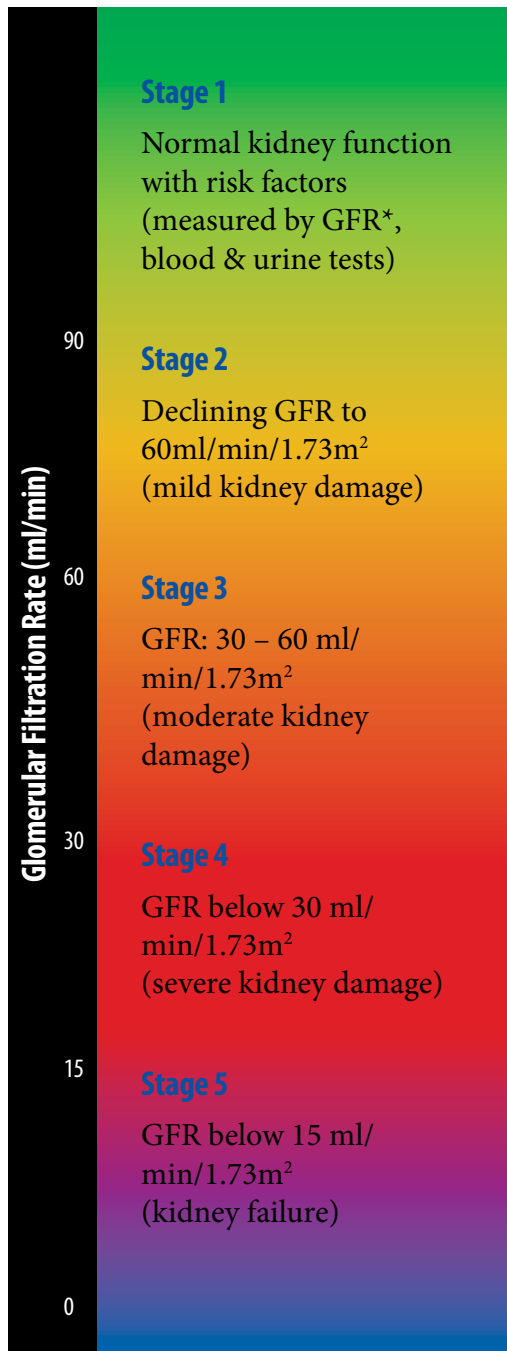 Glomerular Filtration Rate (ml/min)
Stage 1
Normal kidney function
with risk factors
(measured by GFR*,
blood & urine tests)
90
Stage 2
Declining GFR to
60ml/min/1.73m²
(mild kidney damage)
60
Stage 3
GFR: 30 – 60 ml/
min/1.73m²
(moderate kidney
damage)
30
Stage 4
GFR below 30 ml/
min/1.73m²
(severe kidney damage)
15
Stage 5
GFR below 15 ml/
min/1.73m²
(kidney failure)
0